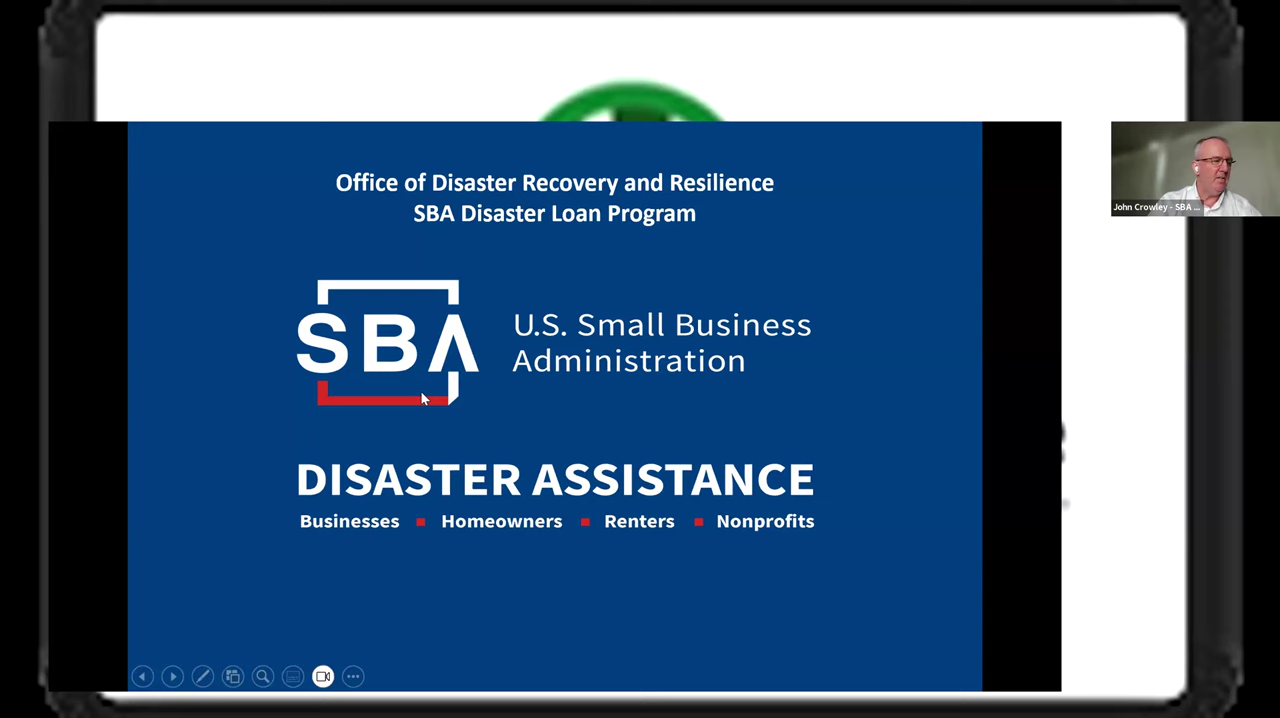 Office of Disaster Recovery and Resilience
SBA Disaster Loan Program
SBA
U.S. Small Business
Administration
DISASTER ASSISTANCE
Businesses ▪ Homeowners ▪ Renters ▪ Nonprofits
John Crowley - SBA ...